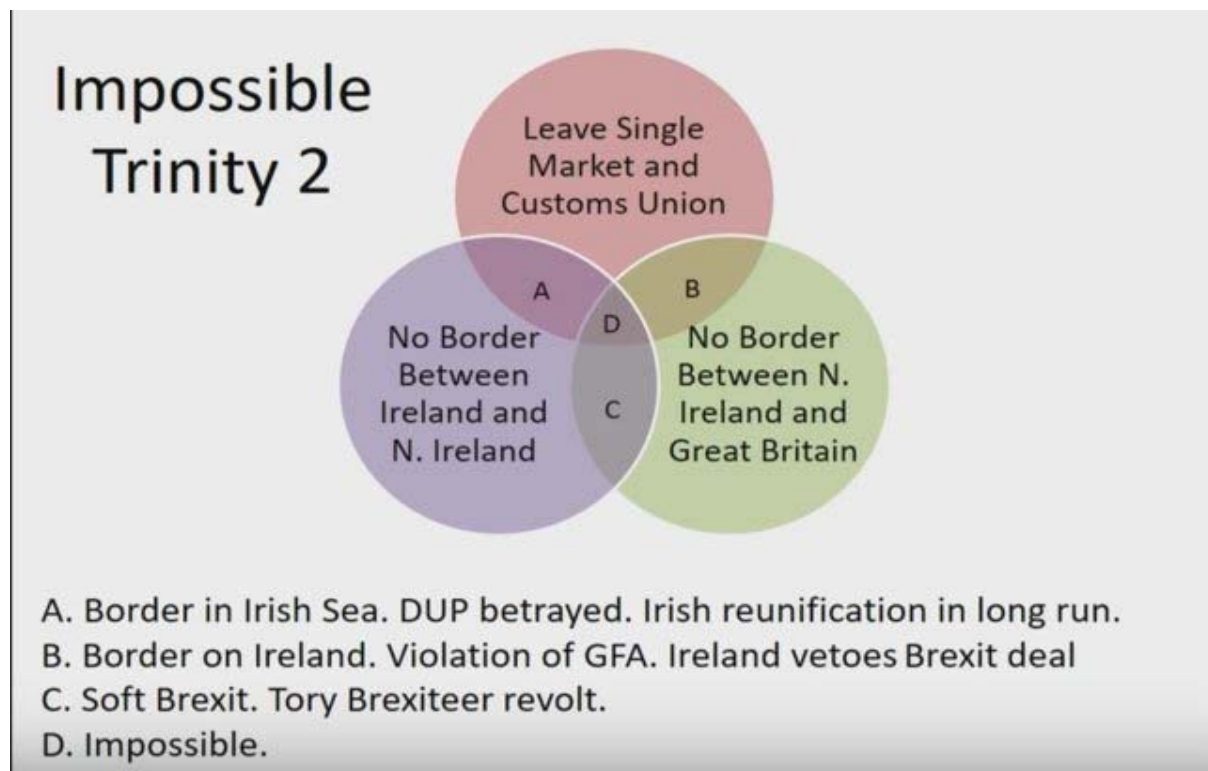 Impossible
Trinity 2
Leave Single
Market and
Customs Union
A
B
D
No Border
Between
Ireland and
N. Ireland
No Border
Between N.
Ireland and
Great Britain
C
A. Border in Irish Sea. DUP betrayed. Irish reunification in long run.
B. Border on Ireland. Violation of GFA. Ireland vetoes Brexit deal
C. Soft Brexit. Tory Brexiteer revolt.
D. Impossible.